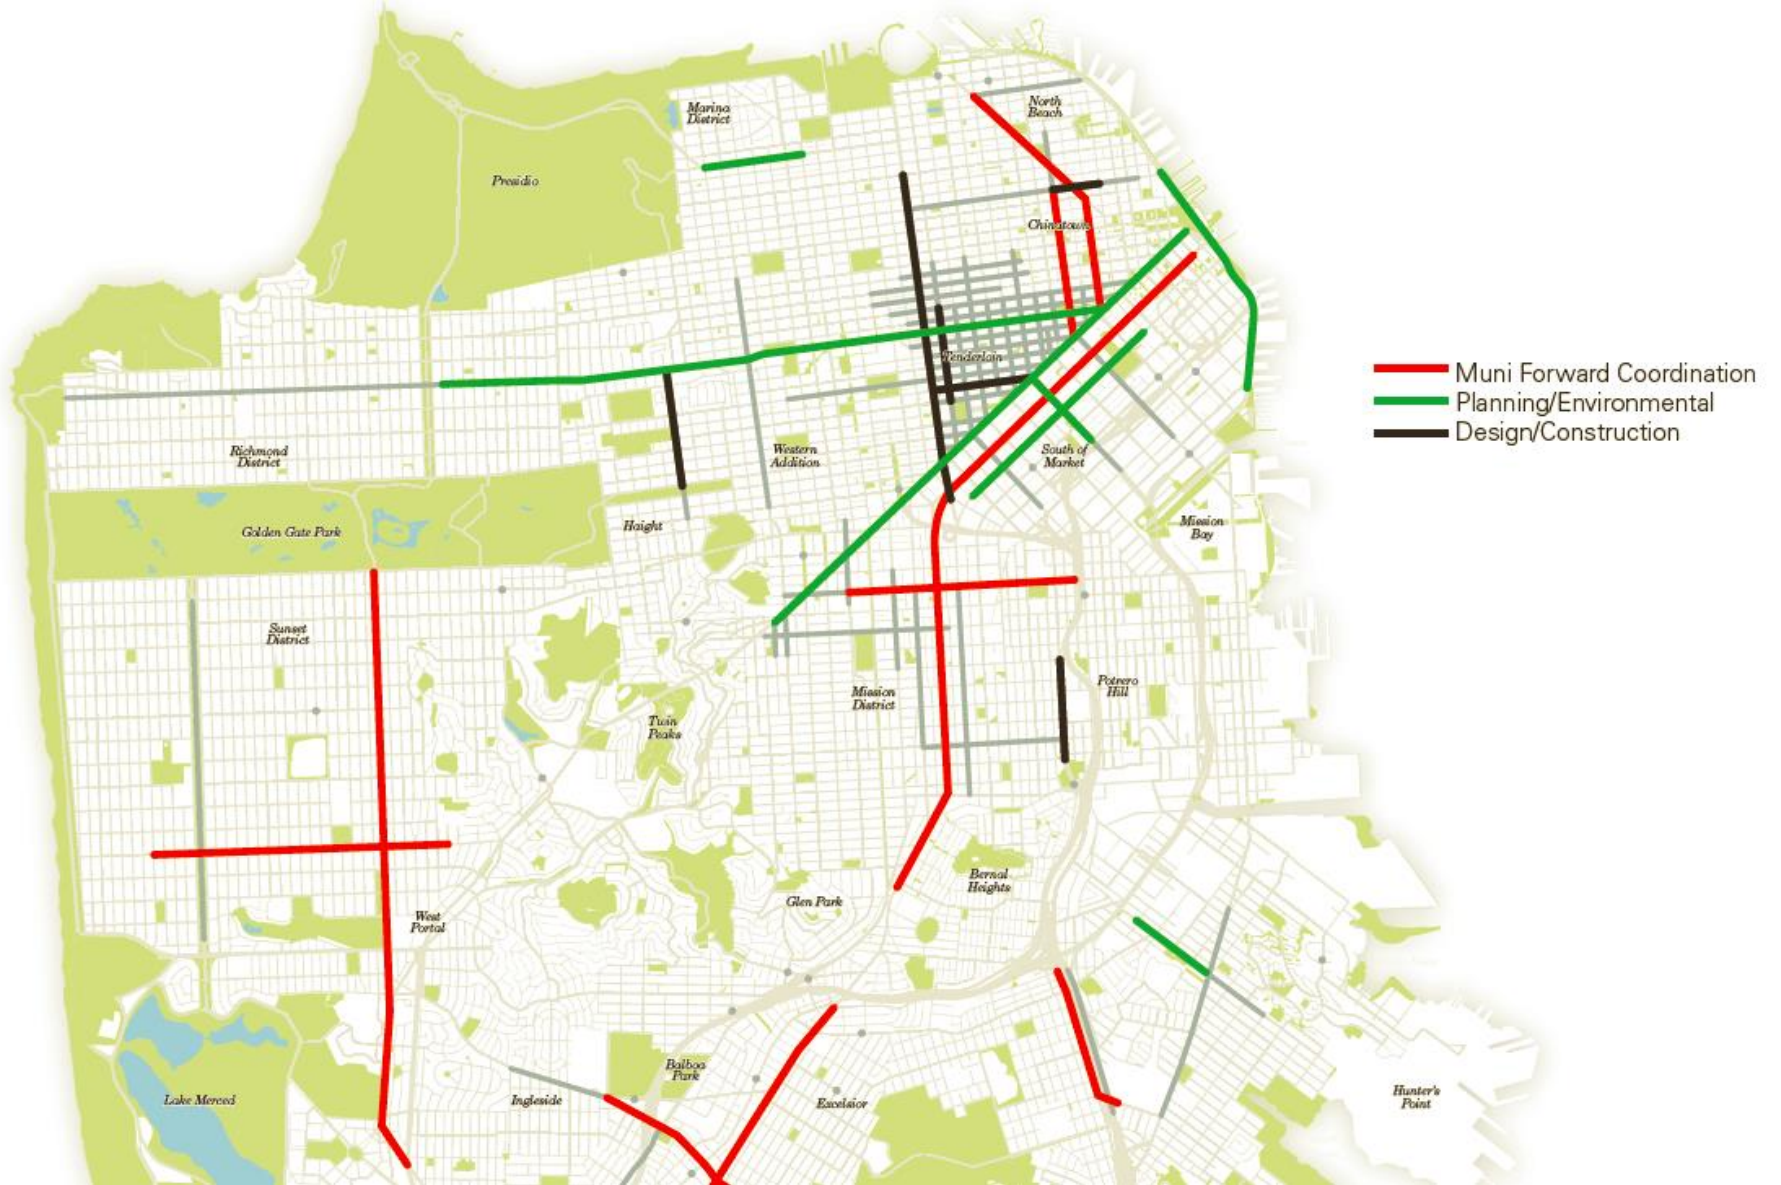 Marina
District
North
Beach
Presidio
Chinatown
Muni Forward Coordination
Planning/Environmental
Design/Construction
Tenderloin
Richmond
District
Western
Addition
South of
Market
Golden Gate Park
Haight
Mission
Bay
Sunset
District
Twin
Peaks
Mission
District
Potrero
Hill
West
Portal
Glen Park
Bernal
Heights
Lake Merced
Ingleside
Balboa
Park
Excelsior
Hunter's
Point